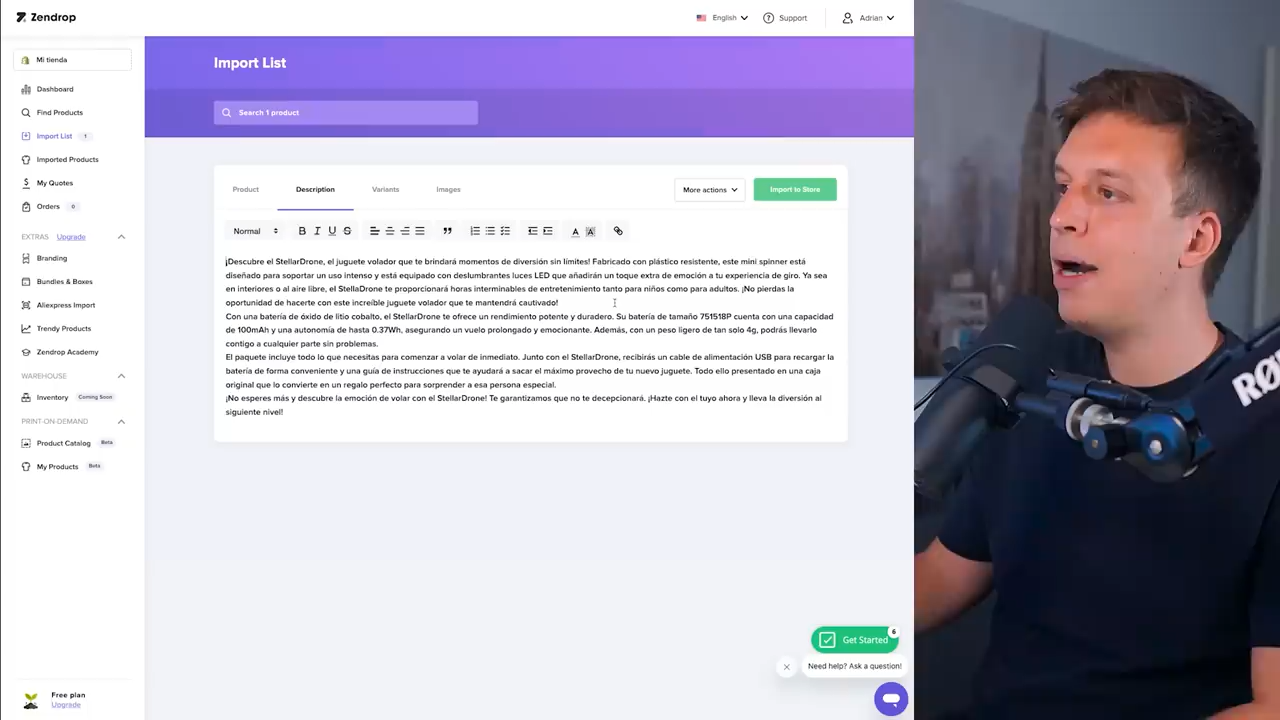 Zendrop
English
Support
Adrian
Mi tienda
Dashboard
Find Products
Import List 1
Imported Products
My Quotes
Orders 0
EXTRAS Upgrade
Branding
Bundles & Boxes
Aliexpress Import
Trendy Products
Zendrop Academy
WAREHOUSE
Inventory Coming Soon
PRINT-ON-DEMAND
Product Catalog Beta
My Products Beta
Free plan
Upgrade
Import List
Search 1 product
Product Description Variants Images More actions Import to Store
Normal B I U S A A
¡Descubre el StellarDrone, el juguete volador que te brindará momentos de diversión sin límites! Fabricado con plástico resistente, este mini spinner está
diseñado para soportar un uso intenso y está equipado con deslumbrantes luces LED que añadirán un toque extra de emoción a tu experiencia de giro. Ya sea
en interiores o al aire libre, el StellaDrone te proporcionará horas interminables de entretenimiento tanto para niños como para adultos. ¡No pierdas la
oportunidad de hacerte con este increíble juguete volador que te mantendrá cautivado!
Con una batería de óxido de litio cobalto, el StellarDrone te ofrece un rendimiento potente y duradero. Su batería de tamaño 751518P cuenta con una capacidad
de 100mAh y una autonomía de hasta 0.37Wh, asegurando un vuelo prolongado y emocionante. Además, con un peso ligero de tan solo 4g, podrás llevarlo
contigo a cualquier parte sin problemas.
El paquete incluye todo lo que necesitas para comenzar a volar de inmediato. Junto con el StellarDrone, recibirás un cable de alimentación USB para recargar la
batería de forma conveniente y una guía de instrucciones que te ayudará a sacar el máximo provecho de tu nuevo juguete. Todo ello presentado en una caja
original que lo convierte en un regalo perfecto para sorprender a esa persona especial.
¡No esperes más y descubre la emoción de volar con el StellarDrone! Te garantizamos que no te decepcionará. ¡Hazte con el tuyo ahora y lleva la diversión al
siguiente nivel!
Get Started 6
Need help? Ask a question!
RØ